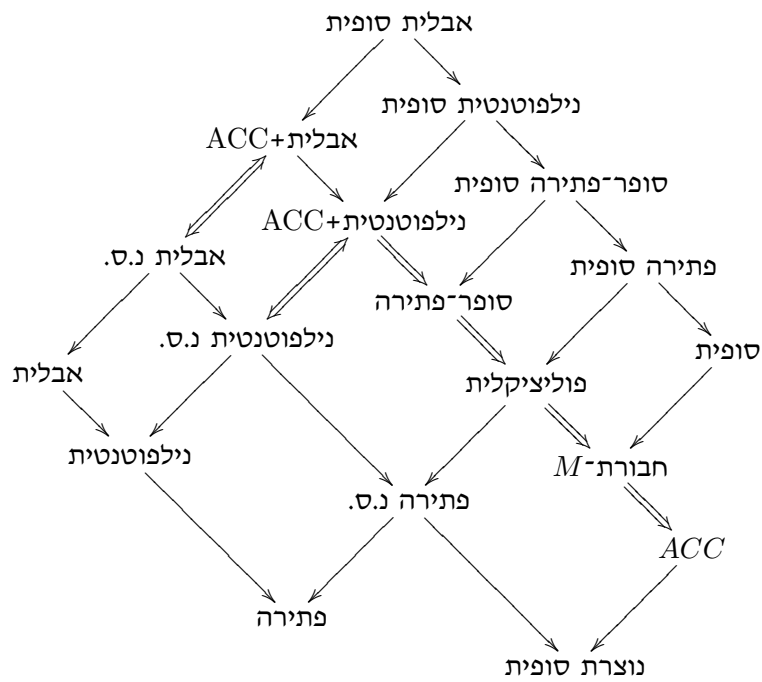 אבלית סופית
נילפוטנטית סופית
אבלית+ACC
סופר־פתירה סופית
נילפוטנטית+ACC
אבלית נ.ס.
פתירה סופית
סופר־פתירה
נילפוטנטית נ.ס.
סופית
אבלית
פוליציקלית
נילפוטנטית
חבורת־M
פתירה נ.ס.
ACC
פתירה
נוצרת סופית